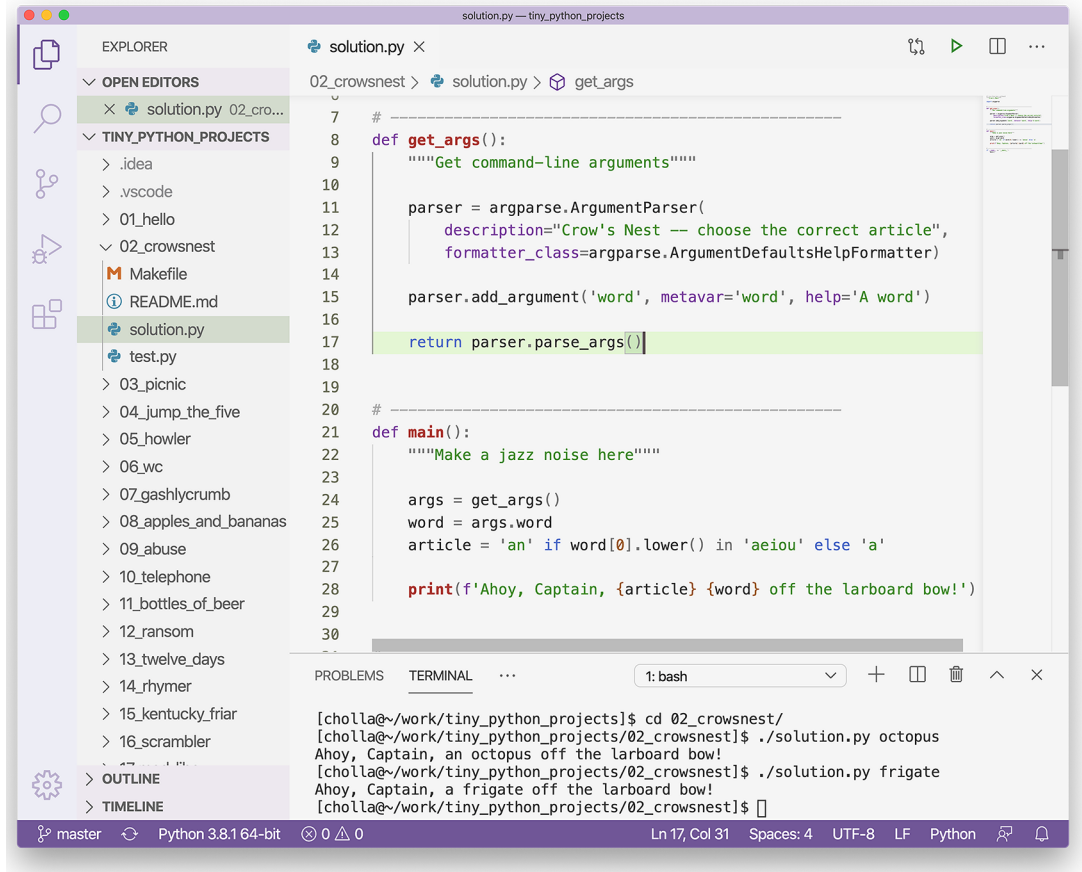 solution.py — tiny_python_projects
EXPLORER
OPEN EDITORS
solution.py 02_cro...
TINY_PYTHON_PROJECTS
.idea
.vscode
01_hello
02_crowsnest
Makefile
README.md
solution.py
test.py
03_picnic
04_jump_the_five
05_howler
06_wc
07_gashlycrumb
08_apples_and_bananas
09_abuse
10_telephone
11_bottles_of_beer
12_ransom
13_twelve_days
14_rhymer
15_kentucky_friar
16_scrambler
OUTLINE
TIMELINE
solution.py
02_crowsnest > solution.py > get_args
7 # --------------------------------------------------
8 def get_args():
9     """Get command-line arguments"""
10
11     parser = argparse.ArgumentParser(
12         description="Crow's Nest -- choose the correct article",
13         formatter_class=argparse.ArgumentDefaultsHelpFormatter)
14
15     parser.add_argument('word', metavar='word', help='A word')
16
17     return parser.parse_args()
18
19
20 # --------------------------------------------------
21 def main():
22     """Make a jazz noise here"""
23
24     args = get_args()
25     word = args.word
26     article = 'an' if word[0].lower() in 'aeiou' else 'a'
27
28     print(f'Ahoy, Captain, {article} {word} off the larboard bow!')
29
30
PROBLEMS TERMINAL ... 1: bash
[cholla@~/work/tiny_python_projects]$ cd 02_crowsnest/
[cholla@~/work/tiny_python_projects/02_crowsnest]$ ./solution.py octopus
Ahoy, Captain, an octopus off the larboard bow!
[cholla@~/work/tiny_python_projects/02_crowsnest]$ ./solution.py frigate
Ahoy, Captain, a frigate off the larboard bow!
[cholla@~/work/tiny_python_projects/02_crowsnest]$
master Python 3.8.1 64-bit 0 0 Ln 17, Col 31 Spaces: 4 UTF-8 LF Python